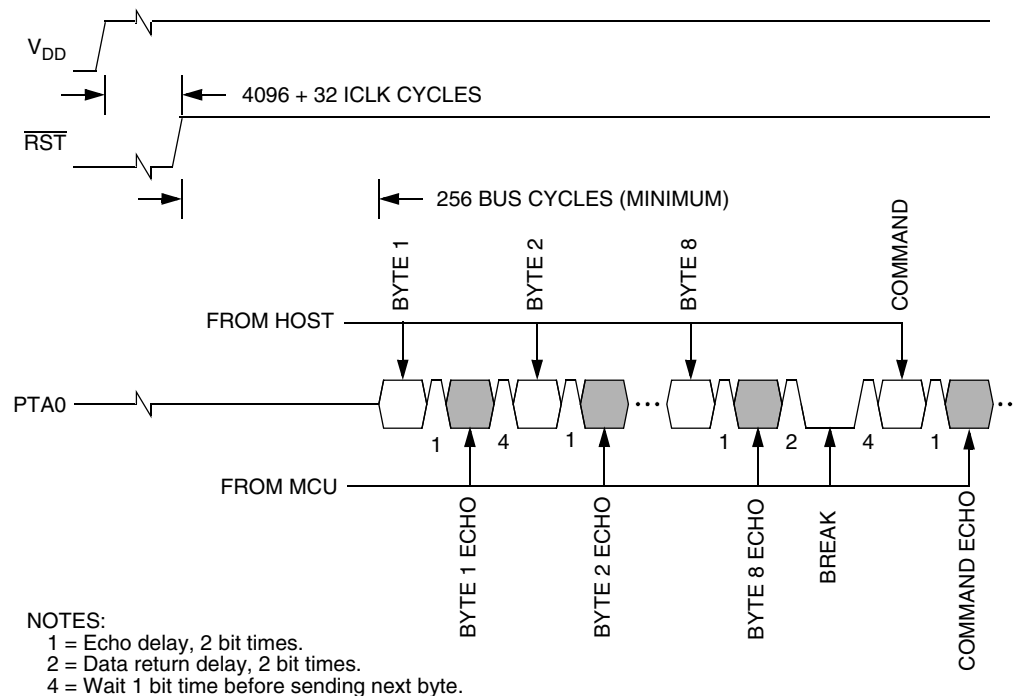 VDD
4096 + 32 ICLK CYCLES
RST
256 BUS CYCLES (MINIMUM)
BYTE 1
BYTE 2
BYTE 8
COMMAND
FROM HOST
PTA0
...
..
1
4
1
1
2
4
1
FROM MCU
BYTE 1 ECHO
BYTE 2 ECHO
BYTE 8 ECHO
BREAK
COMMAND ECHO
NOTES:
1 = Echo delay, 2 bit times.
2 = Data return delay, 2 bit times.
4 = Wait 1 bit time before sending next byte.